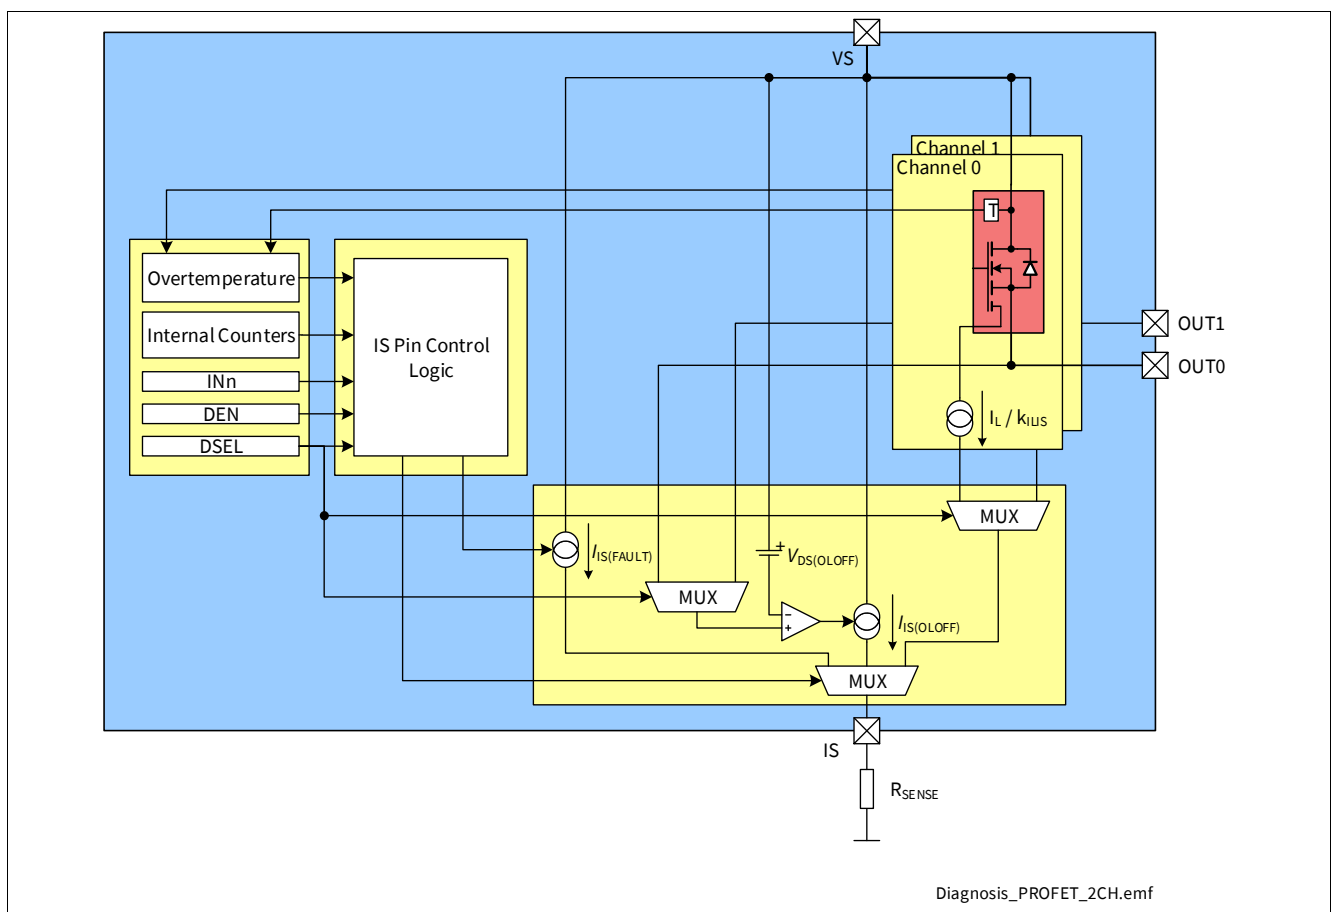 VS
Channel 1
Channel 0
T
Overtemperature
Internal Counters
INn
DEN
DSEL
IS Pin Control
Logic
OUT1
OUT0
IL / kILIS
MUX
IIS(FAULT)
+
VDS(OLOFF)
MUX
−
+
IIS(OLOFF)
MUX
IS
RSENSE
Diagnosis_PROFET_2CH.emf